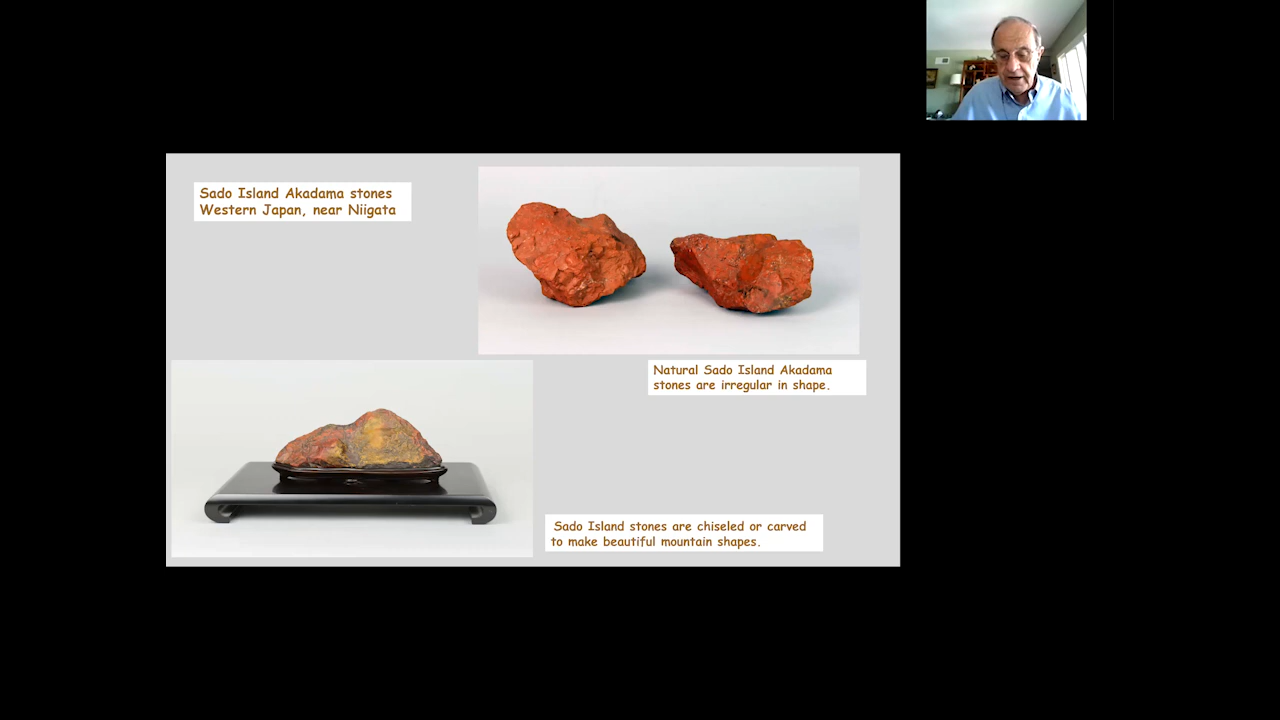 Sado Island Akadama stones
Western Japan, near Niigata
Natural Sado Island Akadama
stones are irregular in shape.
Sado Island stones are chiseled or carved
to make beautiful mountain shapes.